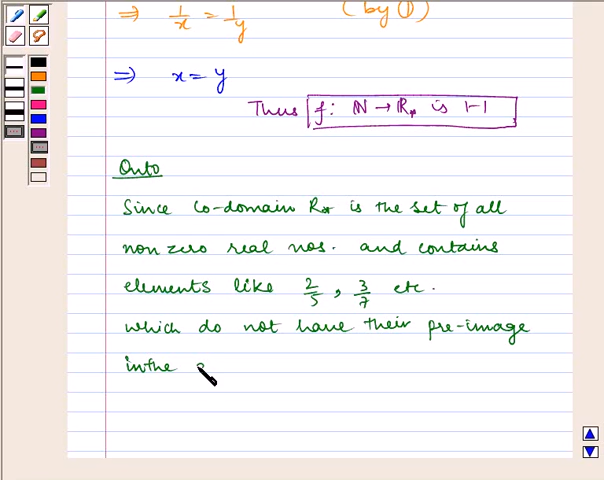 ⇒ 1/x = 1/y (by ①)
⇒ x = y
Thus f: ℕ → ℝ* is 1-1
Onto
Since co-domain R* is the set of all
non zero real nos. and contains
elements like 2/5, 3/7 etc.
which do not have their pre-image
in the